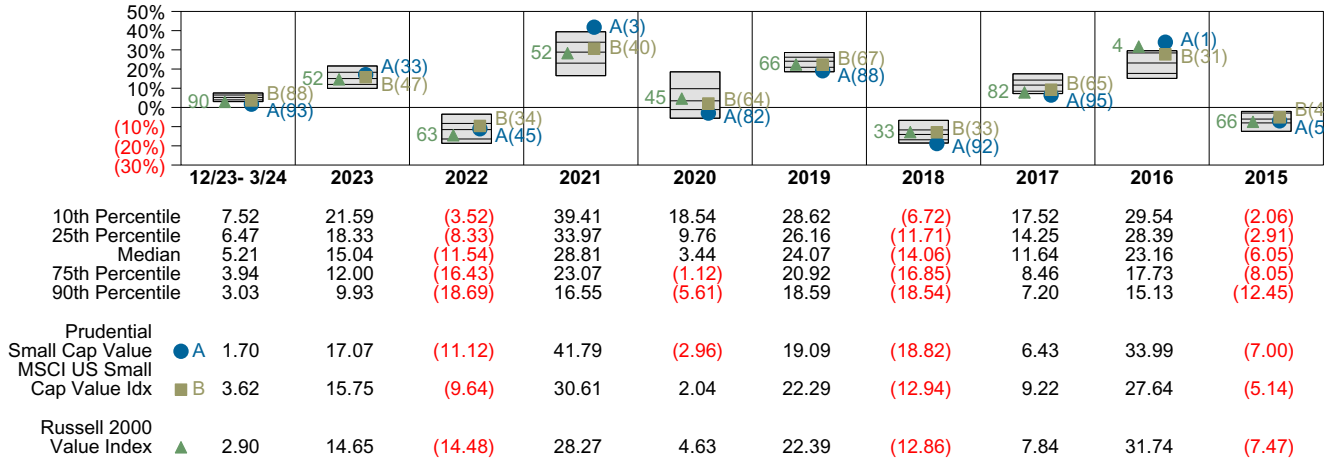 50%
40%
30%
20%
10%
0%
(10%)
(20%)
(30%)
90 B(88) A(93)
52 A(33) B(47)
63 B(34) A(45)
52 A(3) B(40)
45 B(64) A(82)
66 B(67) A(88)
33 B(33) A(92)
82 B(65) A(95)
4 A(1) B(31)
66 B(4 A(5
12/23- 3/24 2023 2022 2021 2020 2019 2018 2017 2016 2015
10th Percentile 7.52 21.59 (3.52) 39.41 18.54 28.62 (6.72) 17.52 29.54 (2.06)
25th Percentile 6.47 18.33 (8.33) 33.97 9.76 26.16 (11.71) 14.25 28.39 (2.91)
Median 5.21 15.04 (11.54) 28.81 3.44 24.07 (14.06) 11.64 23.16 (6.05)
75th Percentile 3.94 12.00 (16.43) 23.07 (1.12) 20.92 (16.85) 8.46 17.73 (8.05)
90th Percentile 3.03 9.93 (18.69) 16.55 (5.61) 18.59 (18.54) 7.20 15.13 (12.45)
Prudential
Small Cap Value A 1.70 17.07 (11.12) 41.79 (2.96) 19.09 (18.82) 6.43 33.99 (7.00)
MSCI US Small
Cap Value Idx B 3.62 15.75 (9.64) 30.61 2.04 22.29 (12.94) 9.22 27.64 (5.14)
Russell 2000
Value Index 2.90 14.65 (14.48) 28.27 4.63 22.39 (12.86) 7.84 31.74 (7.47)